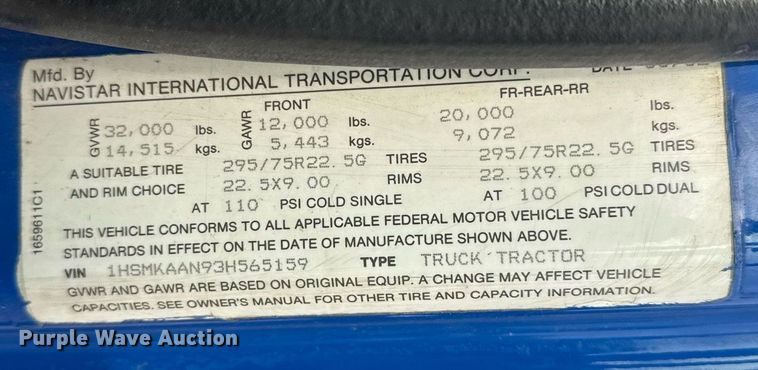 Mfd. By
NAVISTAR INTERNATIONAL TRANSPORTATION CORP. DATE
FRONT FR-REAR-RR
GVWR 32,000 lbs. GAWR 12,000 lbs. 20,000 lbs.
14,515 kgs. 5,443 kgs. 9,072 kgs.
A SUITABLE TIRE 295/75R22.5G TIRES 295/75R22.5G TIRES
AND RIM CHOICE 22.5X9.00 RIMS 22.5X9.00 RIMS
AT 110 PSI COLD SINGLE AT 100 PSI COLD DUAL
THIS VEHICLE CONFORMS TO ALL APPLICABLE FEDERAL MOTOR VEHICLE SAFETY
STANDARDS IN EFFECT ON THE DATE OF MANUFACTURE SHOWN ABOVE.
VIN 1HSMKAAN93H565159 TYPE TRUCK TRACTOR
GVWR AND GAWR ARE BASED ON ORIGINAL EQUIP. A CHANGE MAY AFFECT VEHICLE
CAPACITIES. SEE OWNER'S MANUAL FOR OTHER TIRE AND CAPACITY INFORMATION.
1659611C1
Purple Wave Auction